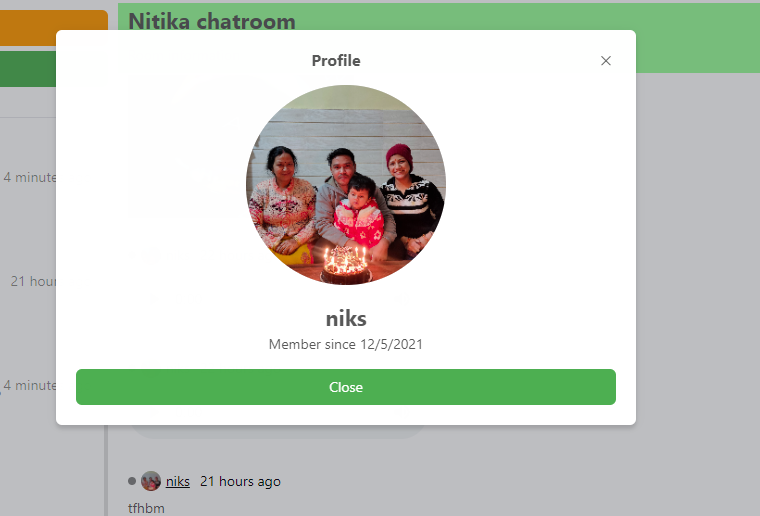 Nitika chatroom
Profile
4 minute
21 hour
4 minute
niks
Member since 12/5/2021
Close
niks 21 hours ago
tfhbm